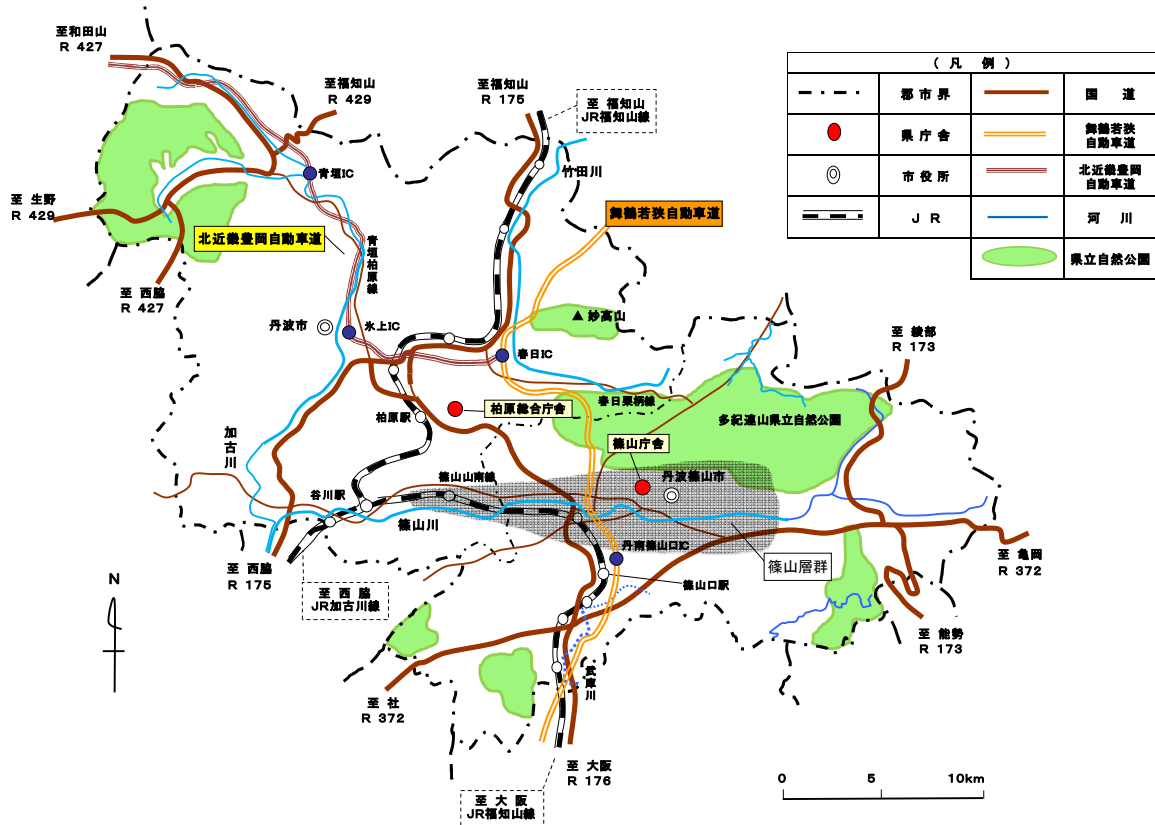 至和田山
R 427
至福知山
R 429
至福知山
R 175
至 福知山
JR福知山線
(凡 例)
郡市界
国 道
県庁舎
舞鶴若狭
自動車道
市役所
北近畿豊岡
自動車道
J R
河 川
県立自然公園
竹田川
青垣IC
至 生野
R 429
舞鶴若狭自動車道
北近畿豊岡自動車道
青垣柏原線
至 西脇
R 427
丹波市
氷上IC
妙高山
至 綾部
R 173
春日IC
春日栗柄線
柏原総合庁舎
柏原駅
多紀連山県立自然公園
加古川
篠山庁舎
丹波篠山市
篠山山南線
谷川駅
篠山川
丹南篠山口IC
篠山層群
至 西脇
R 175
至 亀岡
R 372
N
至 西 脇
JR加古川線
篠山口駅
至 能勢
R 173
武庫川
至 社
R 372
至 大阪
R 176
0 5 10km
至 大 阪
JR福知山線